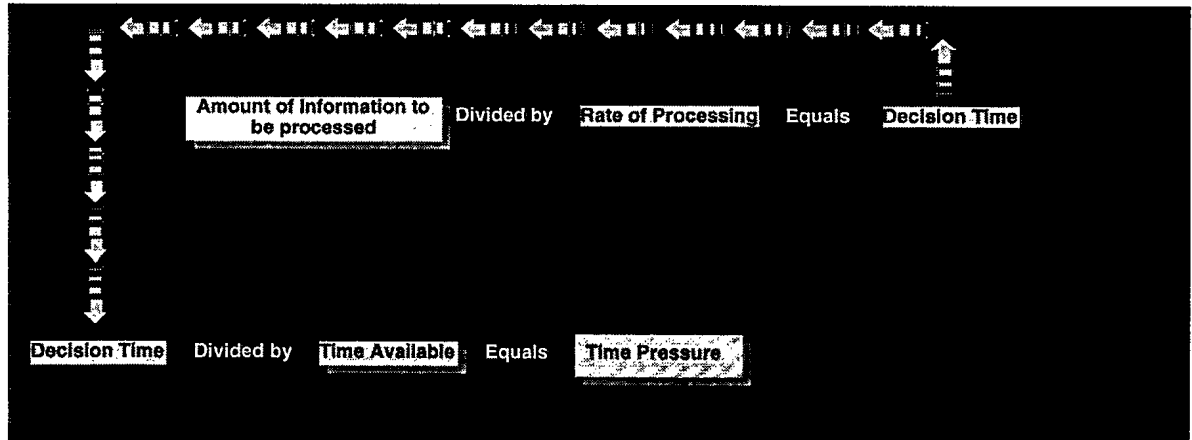 Amount of Information to
be processed
Divided by
Rate of Processing
Equals
Decision Time
Decision Time
Divided by
Time Available
Equals
Time Pressure